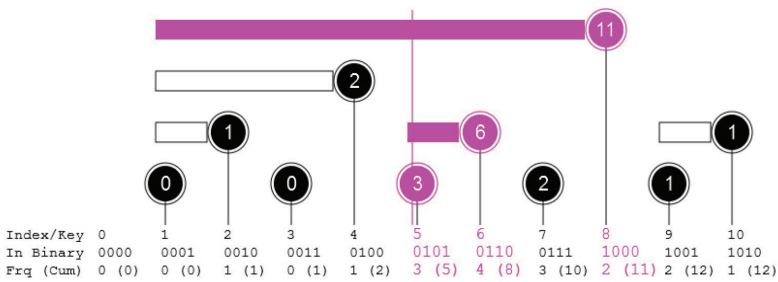 11
2
1 6 1
0 0 3 2 1
Index/Key 0 1 2 3 4 5 6 7 8 9 10
In Binary 0000 0001 0010 0011 0100 0101 0110 0111 1000 1001 1010
Frq (Cum) 0 (0) 0 (0) 1 (1) 0 (1) 1 (2) 3 (5) 4 (8) 3 (10) 2 (11) 2 (12) 1 (12)